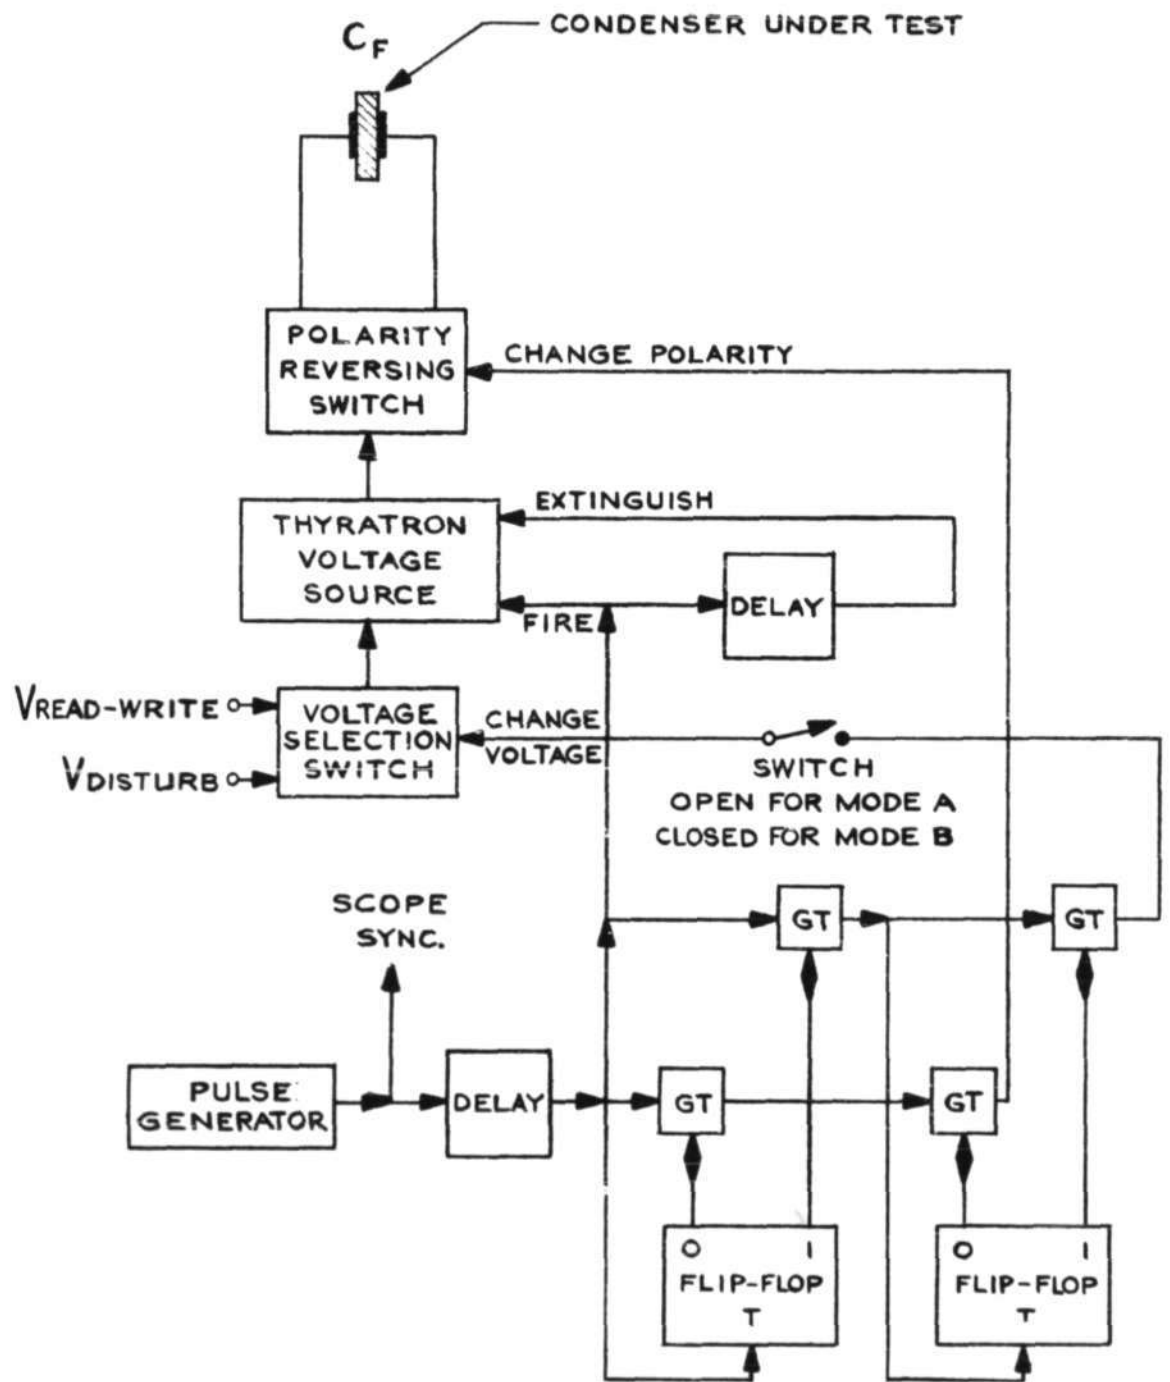 CF
CONDENSER UNDER TEST
POLARITY
REVERSING
SWITCH
CHANGE POLARITY
THYRATRON
VOLTAGE
SOURCE
EXTINGUISH
FIRE
DELAY
VREAD-WRITE
VDISTURB
VOLTAGE
SELECTION
SWITCH
CHANGE
VOLTAGE
SWITCH
OPEN FOR MODE A
CLOSED FOR MODE B
SCOPE
SYNC.
GT
GT
PULSE
GENERATOR
DELAY
GT
GT
0 1
FLIP-FLOP
T
0 1
FLIP-FLOP
T